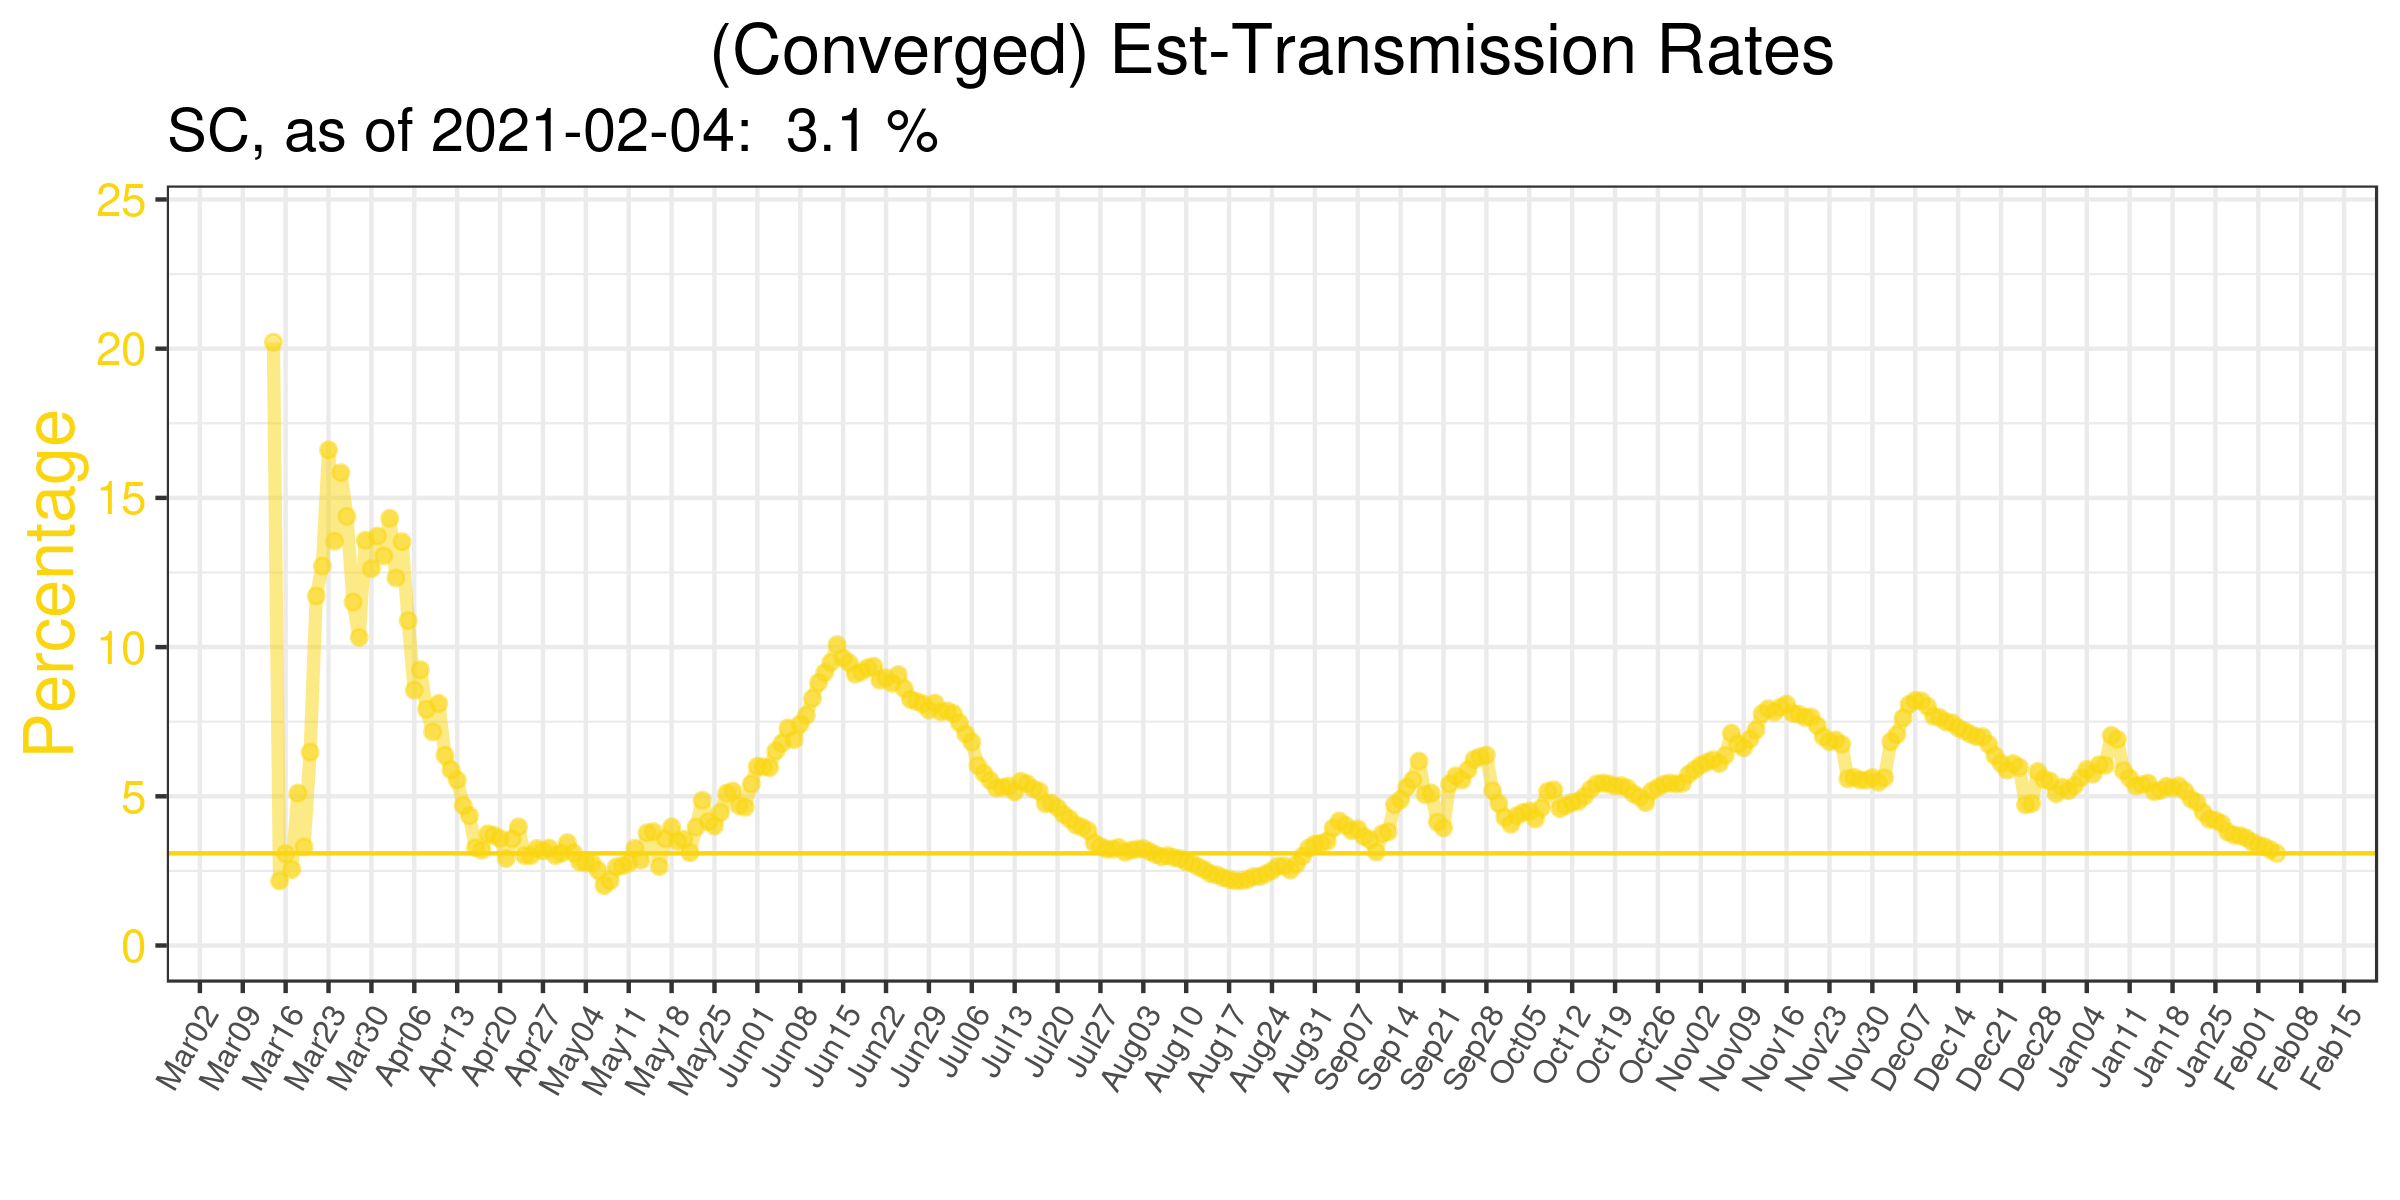 (Converged) Est-Transmission Rates
SC, as of 2021-02-04:  3.1 %
Percentage
25
20
15
10
5
0
Mar02 Mar09 Mar16 Mar23 Mar30 Apr06 Apr13 Apr20 Apr27 May04 May11 May18 May25 Jun01 Jun08 Jun15 Jun22 Jun29 Jul06 Jul13 Jul20 Jul27 Aug03 Aug10 Aug17 Aug24 Aug31 Sep07 Sep14 Sep21 Sep28 Oct05 Oct12 Oct19 Oct26 Nov02 Nov09 Nov16 Nov23 Nov30 Dec07 Dec14 Dec21 Dec28 Jan04 Jan11 Jan18 Jan25 Feb01 Feb08 Feb15